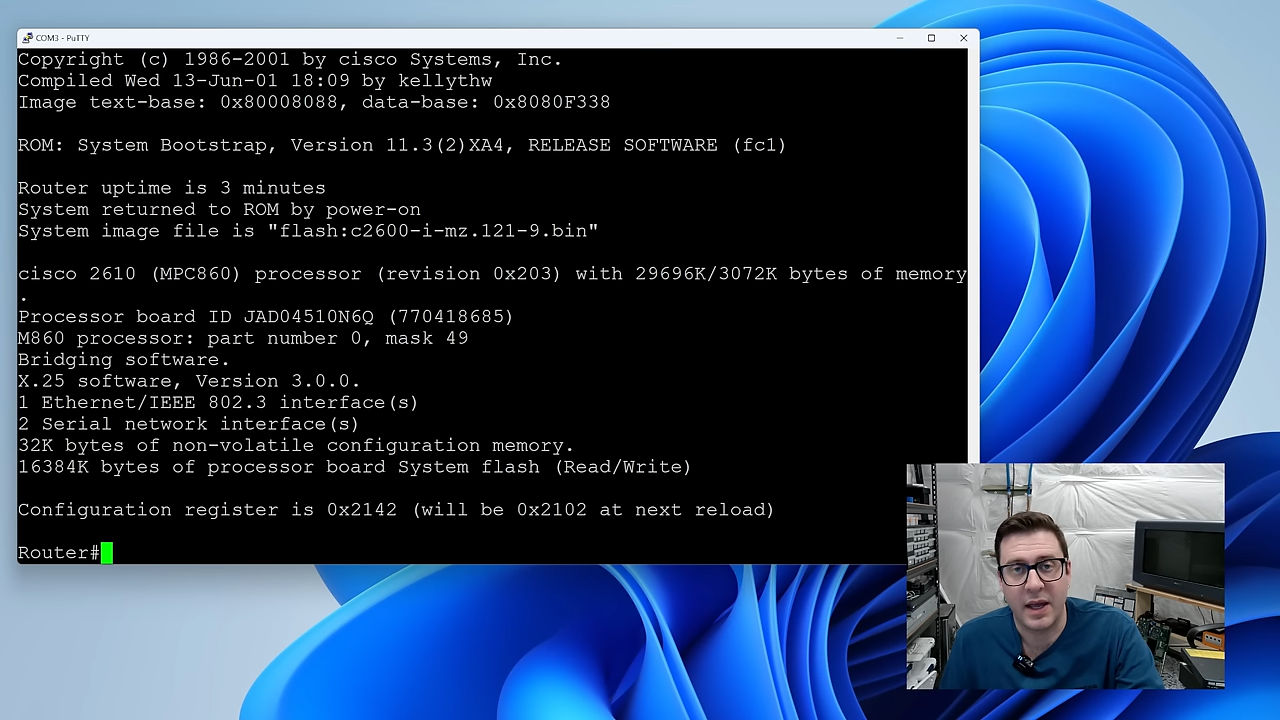 COM3 - PuTTY
Copyright (c) 1986-2001 by cisco Systems, Inc.
Compiled Wed 13-Jun-01 18:09 by kellythw
Image text-base: 0x80008088, data-base: 0x8080F338
ROM: System Bootstrap, Version 11.3(2)XA4, RELEASE SOFTWARE (fc1)
Router uptime is 3 minutes
System returned to ROM by power-on
System image file is "flash:c2600-i-mz.121-9.bin"
cisco 2610 (MPC860) processor (revision 0x203) with 29696K/3072K bytes of memory
.
Processor board ID JAD04510N6Q (770418685)
M860 processor: part number 0, mask 49
Bridging software.
X.25 software, Version 3.0.0.
1 Ethernet/IEEE 802.3 interface(s)
2 Serial network interface(s)
32K bytes of non-volatile configuration memory.
16384K bytes of processor board System flash (Read/Write)
Configuration register is 0x2142 (will be 0x2102 at next reload)
Router#